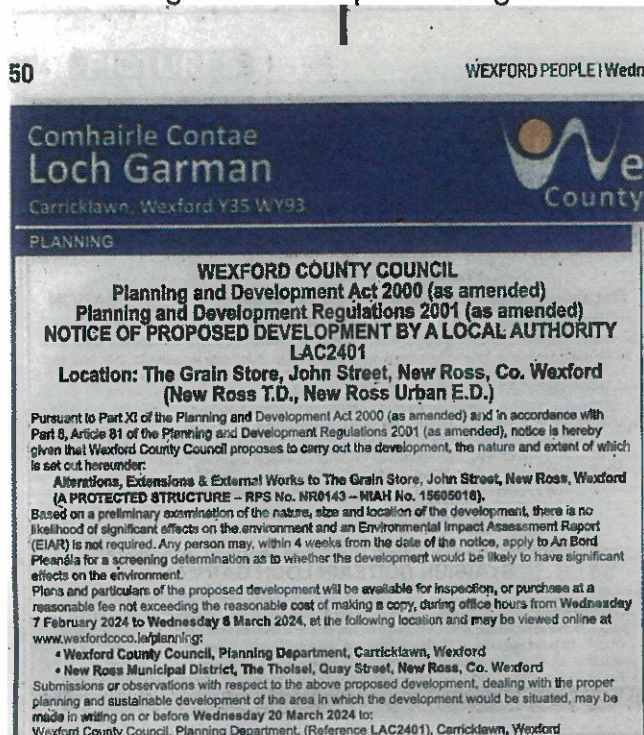 50
WEXFORD PEOPLE | Wedn
Comhairle Contae
Loch Garman
Carricklawn, Wexford Y35 WY93
We
County
PLANNING
WEXFORD COUNTY COUNCIL
Planning and Development Act 2000 (as amended)
Planning and Development Regulations 2001 (as amended)
NOTICE OF PROPOSED DEVELOPMENT BY A LOCAL AUTHORITY
LAC2401
Location: The Grain Store, John Street, New Ross, Co. Wexford
(New Ross T.D., New Ross Urban E.D.)
Pursuant to Part XI of the Planning and Development Act 2000 (as amended) and in accordance with
Part 8, Article 81 of the Planning and Development Regulations 2001 (as amended), notice is hereby
given that Wexford County Council proposes to carry out the development, the nature and extent of which
is set out hereunder:
Alterations, Extensions & External Works to The Grain Store, John Street, New Ross, Wexford
(A PROTECTED STRUCTURE – RPS No. NR0143 – NIAH No. 15605018).
Based on a preliminary examination of the nature, size and location of the development, there is no
likelihood of significant effects on the environment and an Environmental Impact Assessment Report
(EIAR) is not required. Any person may, within 4 weeks from the date of the notice, apply to An Bord
Pleanála for a screening determination as to whether the development would be likely to have significant
effects on the environment.
Plans and particulars of the proposed development will be available for inspection, or purchase at a
reasonable fee not exceeding the reasonable cost of making a copy, during office hours from Wednesday
7 February 2024 to Wednesday 6 March 2024, at the following location and may be viewed online at
www.wexfordcoco.ie/planning:
• Wexford County Council, Planning Department, Carricklawn, Wexford
• New Ross Municipal District, The Tholsel, Quay Street, New Ross, Co. Wexford
Submissions or observations with respect to the above proposed development, dealing with the proper
planning and sustainable development of the area in which the development would be situated, may be
made in writing on or before Wednesday 20 March 2024 to:
Wexford County Council, Planning Department, (Reference LAC2401), Carricklawn, Wexford